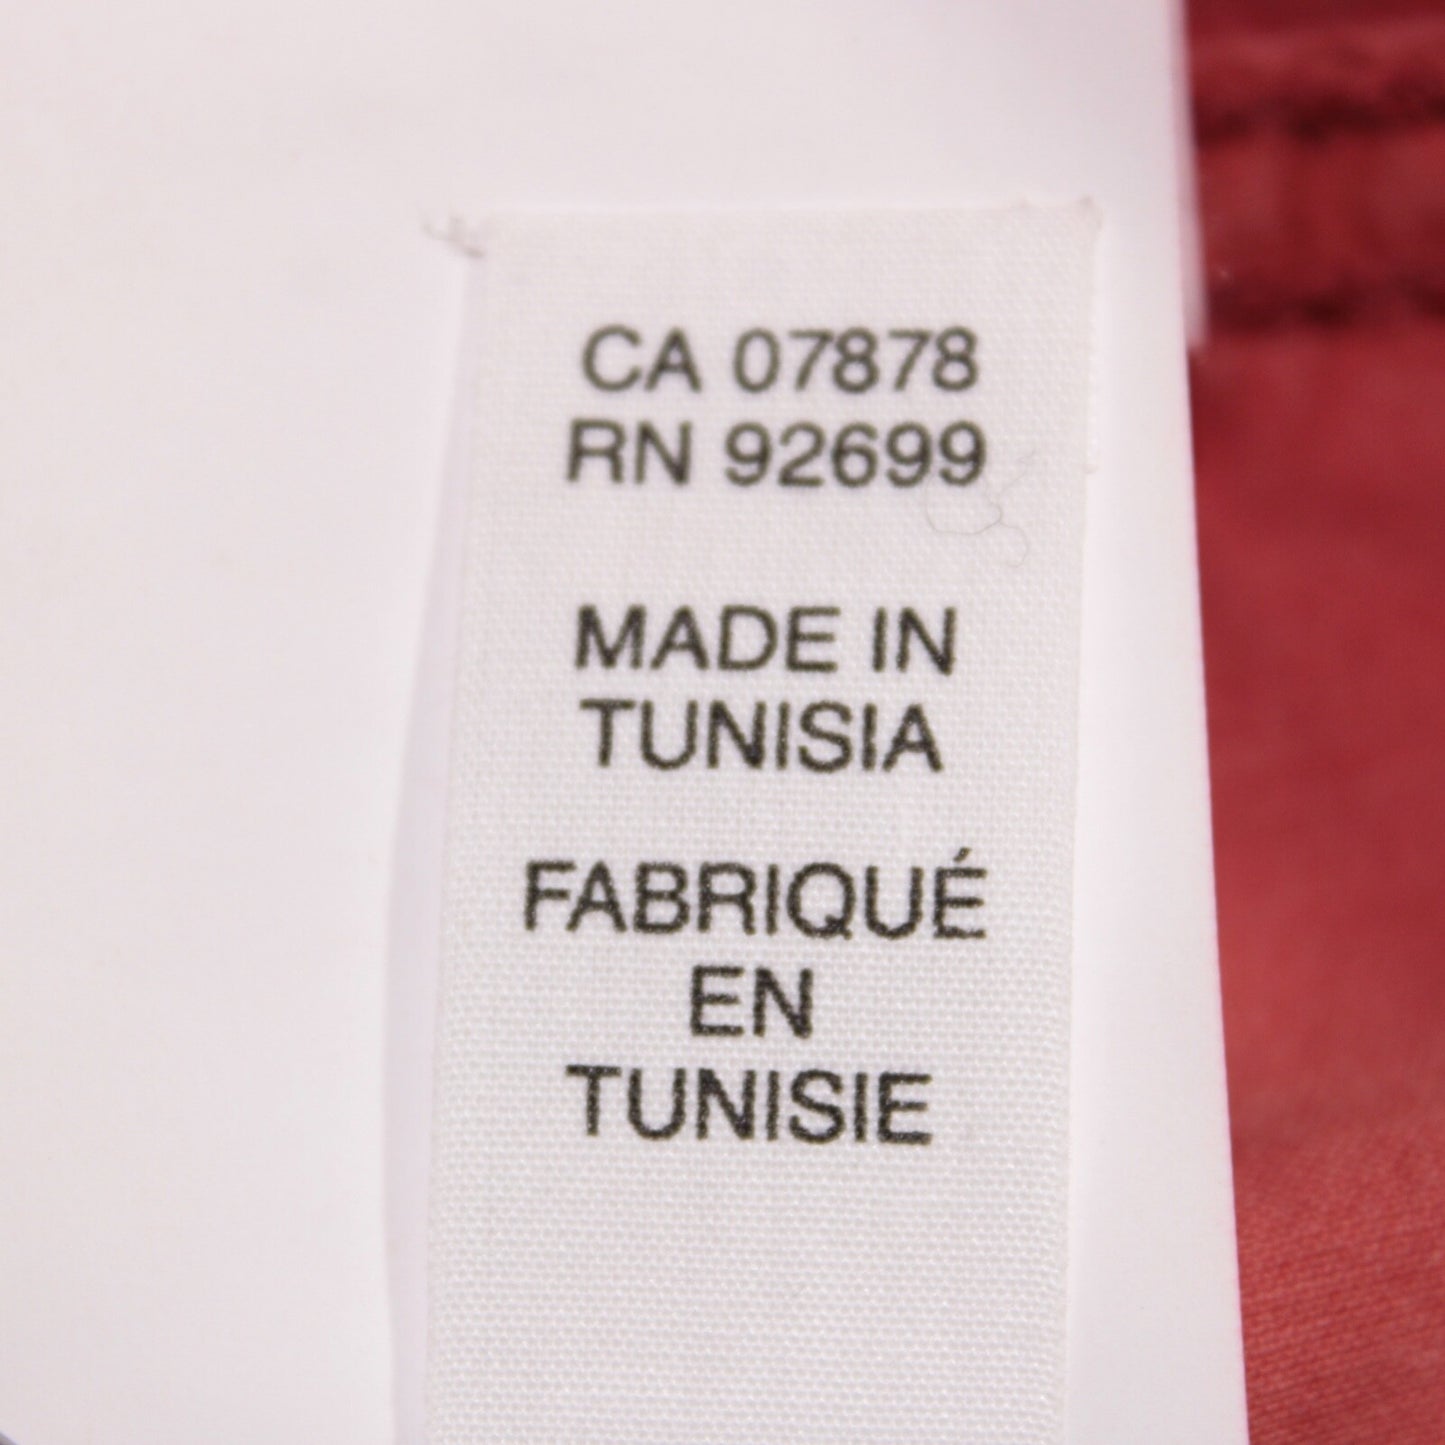 CA 07878
RN 92699
MADE IN
TUNISIA
FABRIQUÉ
EN
TUNISIE